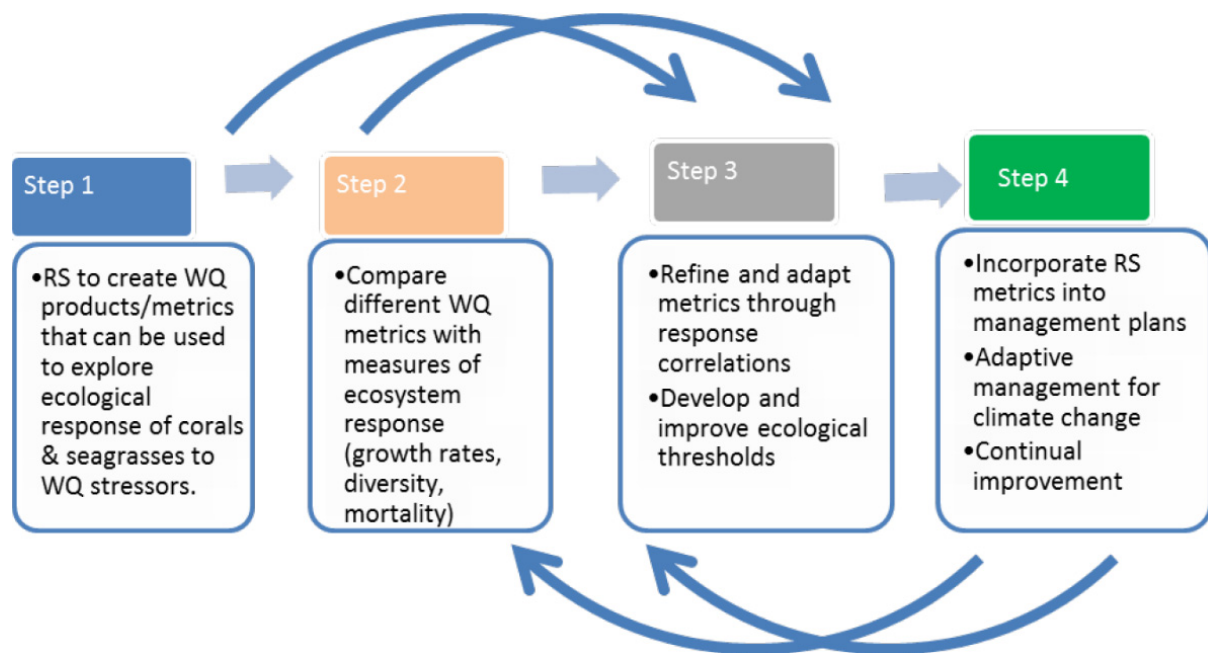 Step 1
•RS to create WQ
products/metrics
that can be used
to explore
ecological
response of corals
& seagrasses to
WQ stressors.
Step 2
•Compare
different WQ
metrics with
measures of
ecosystem
response
(growth rates,
diversity,
mortality)
Step 3
•Refine and adapt
metrics through
response
correlations
•Develop and
improve ecological
thresholds
Step 4
•Incorporate RS
metrics into
management plans
•Adaptive
management for
climate change
•Continual
improvement